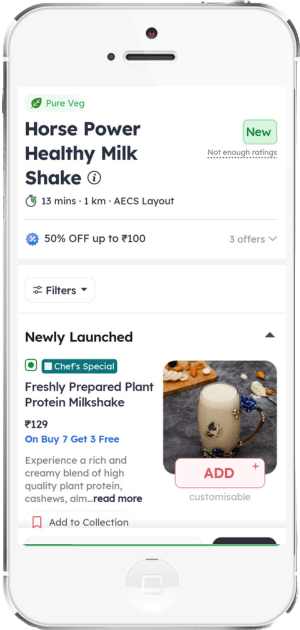 Pure Veg
Horse Power
Healthy Milk
Shake
New
Not enough ratings
13 mins · 1 km · AECS Layout
50% OFF up to ₹100
3 offers
Filters
Newly Launched
Chef's Special
Freshly Prepared Plant
Protein Milkshake
₹129
On Buy 7 Get 3 Free
Experience a rich and
creamy blend of high
quality plant protein,
cashews, alm...read more
ADD +
customisable
Add to Collection